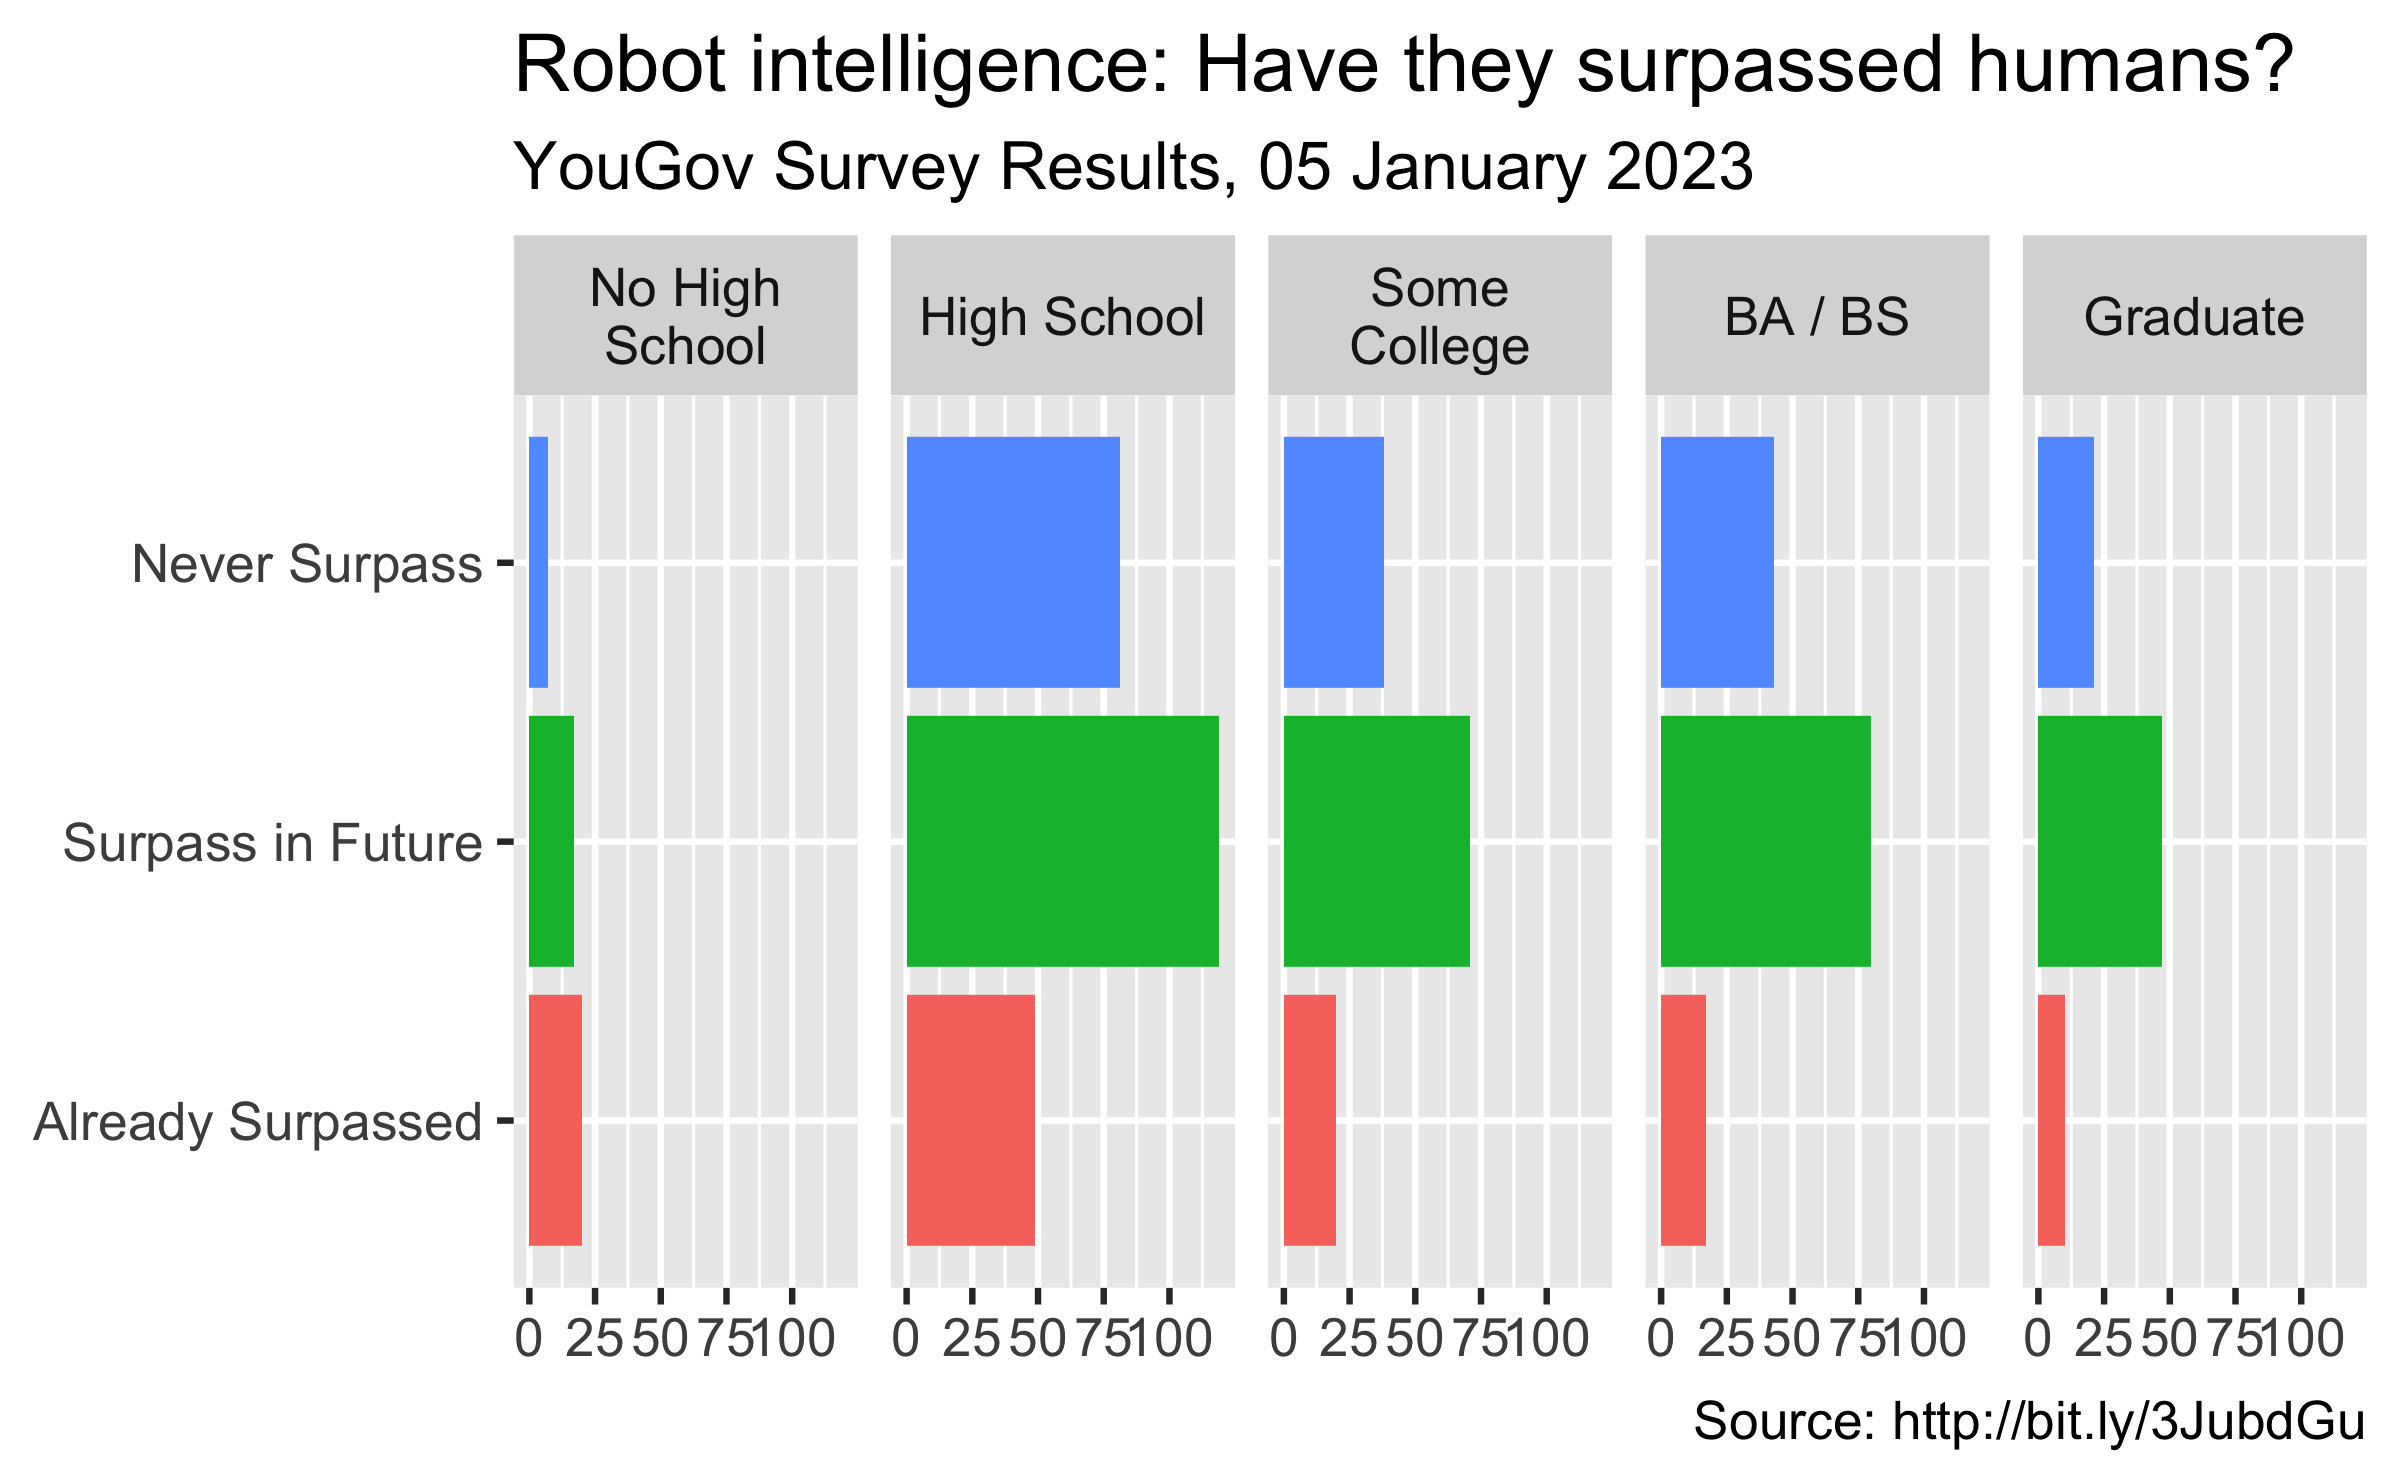 Robot intelligence: Have they surpassed humans?
YouGov Survey Results, 05 January 2023
No High
School
High School
Some
College
BA / BS
Graduate
Never Surpass
Surpass in Future
Already Surpassed
0 25 50 75 100
0 25 50 75 100
0 25 50 75 100
0 25 50 75 100
0 25 50 75 100
Source: http://bit.ly/3JubdGu